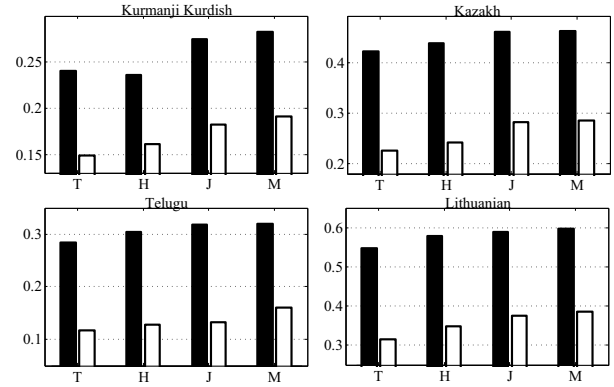 Kurmanji Kurdish
0.25
0.2
0.15
T H J M
Kazakh
0.4
0.3
0.2
T H J M
Telugu
0.3
0.2
0.1
T H J M
Lithuanian
0.6
0.5
0.4
0.3
T H J M